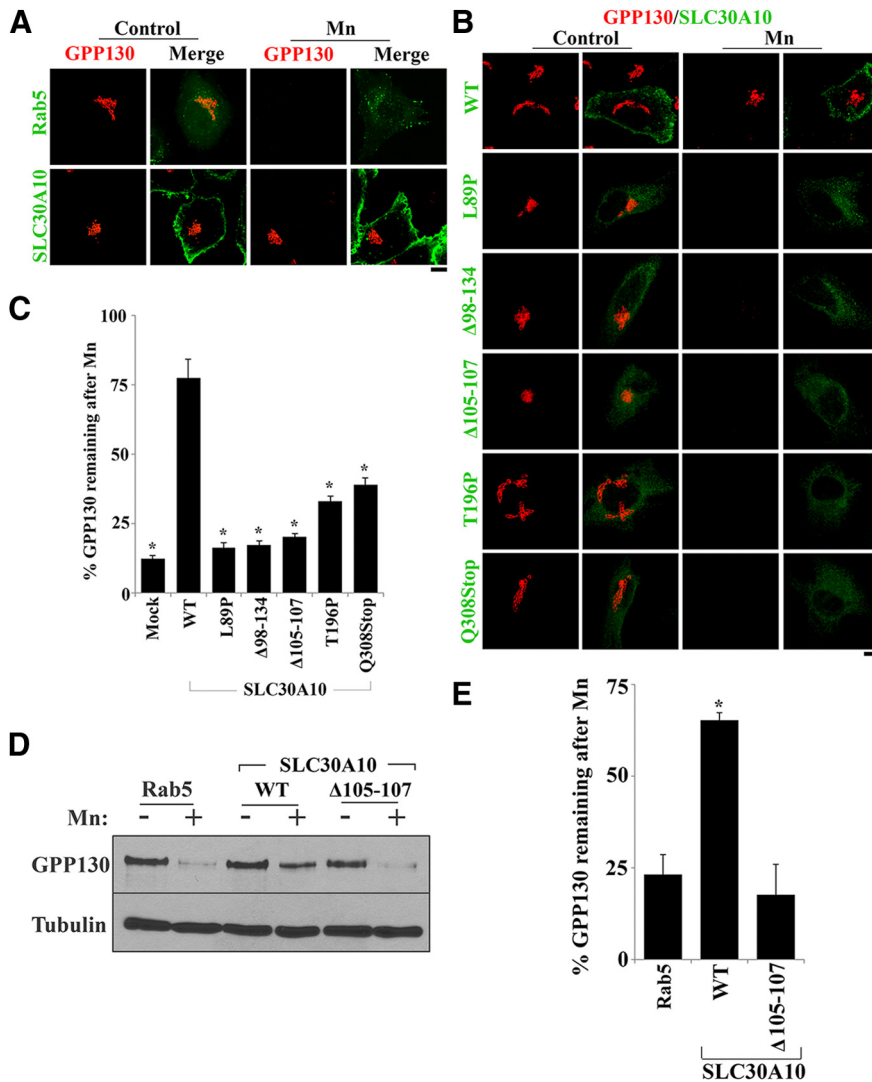 A
Control
Mn
GPP130 Merge GPP130 Merge
Rab5
SLC30A10
B
GPP130/SLC30A10
Control
Mn
WT
L89P
Δ98-134
Δ105-107
T196P
Q308Stop
C
% GPP130 remaining after Mn
100
75
50
25
0
* * * * * *
Mock
WT
L89P
Δ98-134
Δ105-107
T196P
Q308Stop
SLC30A10
D
SLC30A10
Rab5 WT Δ105-107
Mn: - + - + - +
GPP130
Tubulin
E
% GPP130 remaining after Mn
75
50
25
0
*
Rab5
WT
Δ105-107
SLC30A10